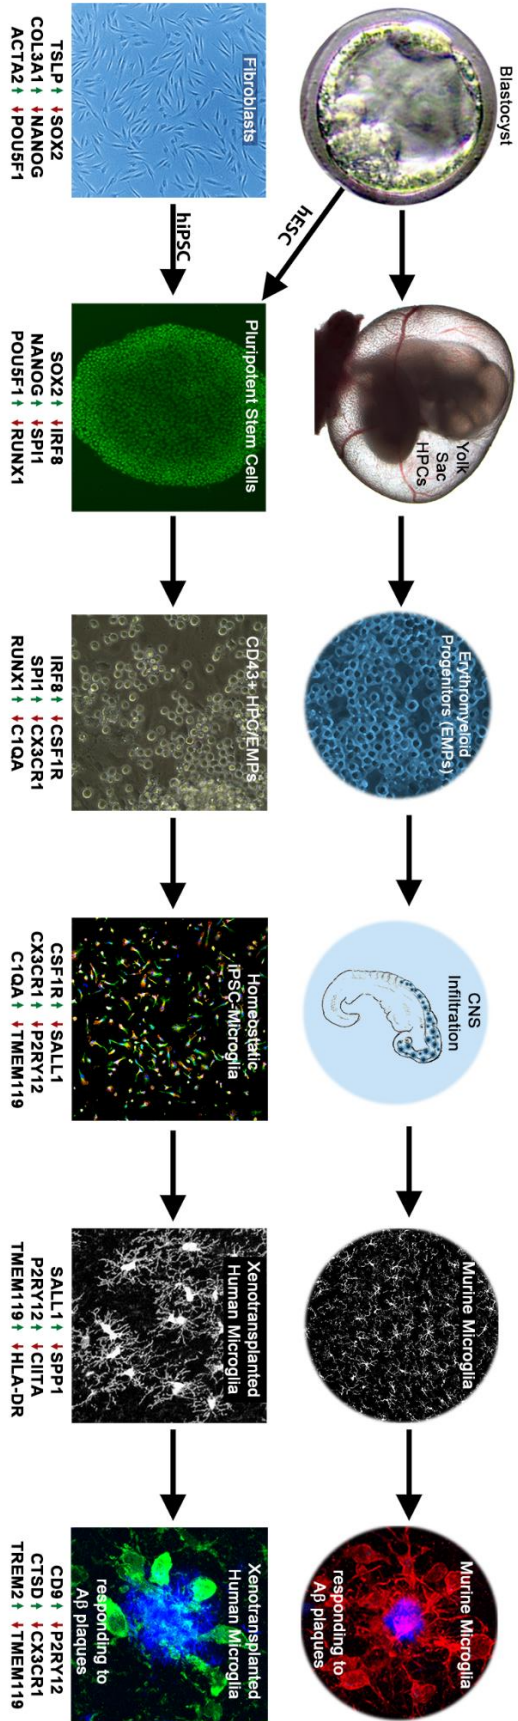 Blastocyst
Yolk
Sac
HPCs
Erythromyeloid
Progenitors (EMPs)
CNS
Infiltration
Murine Microglia
Murine Microglia
responding to
Aβ plaques
hESC
Fibroblasts
hiPSC
Pluripotent Stem Cells
CD43+ HPC/EMPs
Homeostatic
iPSC-Microglia
Xenotransplanted
Human Microglia
Xenotransplanted
Human Microglia
responding to
Aβ plaques
TSLP↑ ↓SOX2
COL3A1↑ ↓NANOG
ACTA2↑ ↓POU5F1
SOX2↑ ↓IRF8
NANOG↑ ↓SPI1
POU5F1↑ ↓RUNX1
IRF8↑ ↓CSF1R
SPI1↑ ↓CX3CR1
RUNX1↑ ↓C1QA
CSF1R↑ ↓SALL1
CX3CR1↑ ↓P2RY12
C1QA↑ ↓TMEM119
SALL1↑ ↓SPP1
P2RY12↑ ↓CIITA
TMEM119↑ ↓HLA-DR
CD9↑ ↓P2RY12
CTSD↑ ↓CX3CR1
TREM2↑ ↓TMEM119